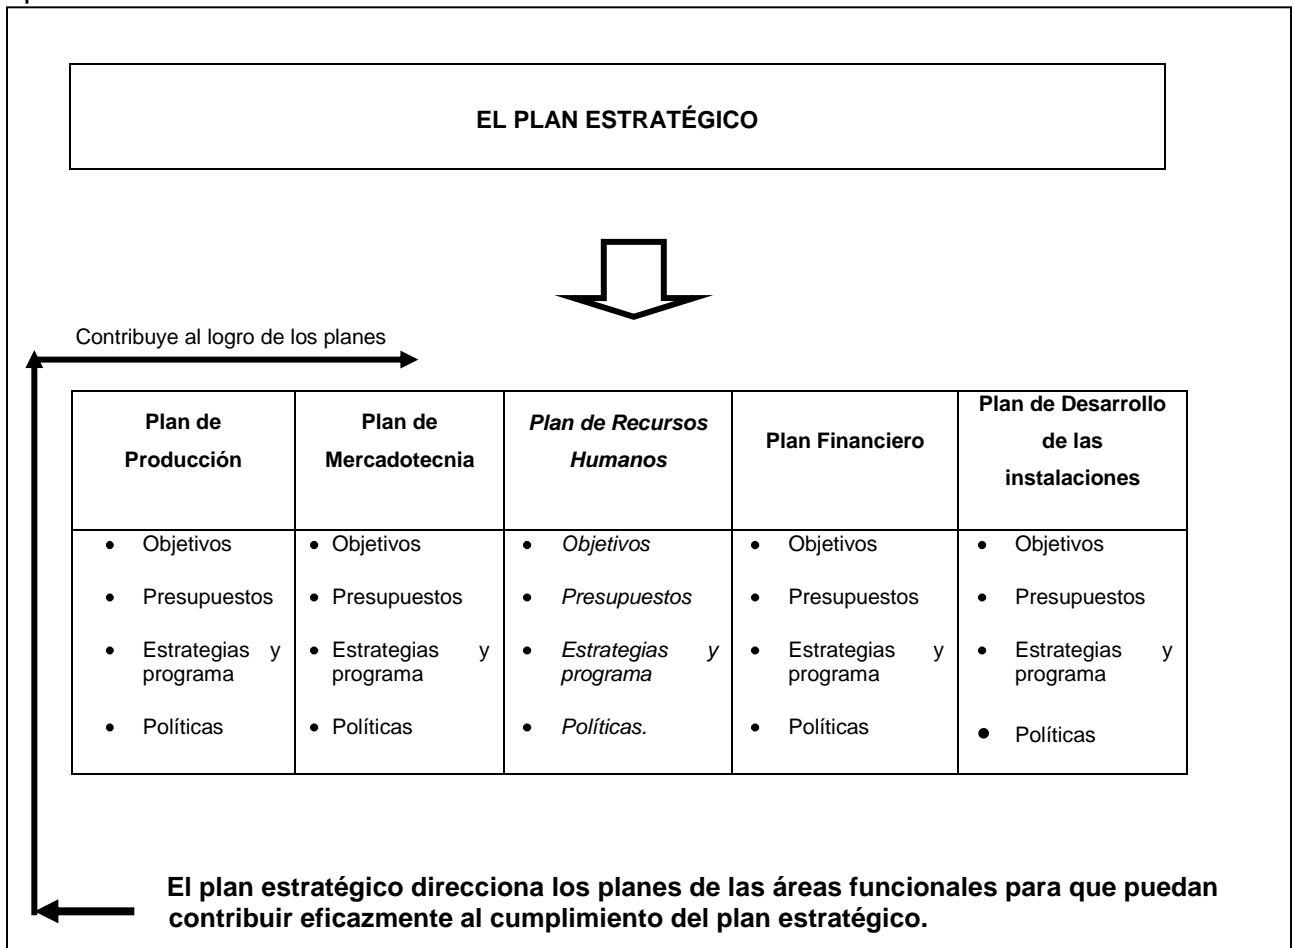 EL PLAN ESTRATÉGICO
Contribuye al logro de los planes
Plan de
Producción
Plan de
Mercadotecnia
Plan de Recursos
Humanos
Plan Financiero
Plan de Desarrollo
de las
instalaciones
• Objetivos
• Presupuestos
• Estrategias y
programa
• Políticas
• Objetivos
• Presupuestos
• Estrategias y
programa
• Políticas
• Objetivos
• Presupuestos
• Estrategias y
programa
• Políticas.
• Objetivos
• Presupuestos
• Estrategias y
programa
• Políticas
• Objetivos
• Presupuestos
• Estrategias y
programa
• Políticas
El plan estratégico direcciona los planes de las áreas funcionales para que puedan
contribuir eficazmente al cumplimiento del plan estratégico.